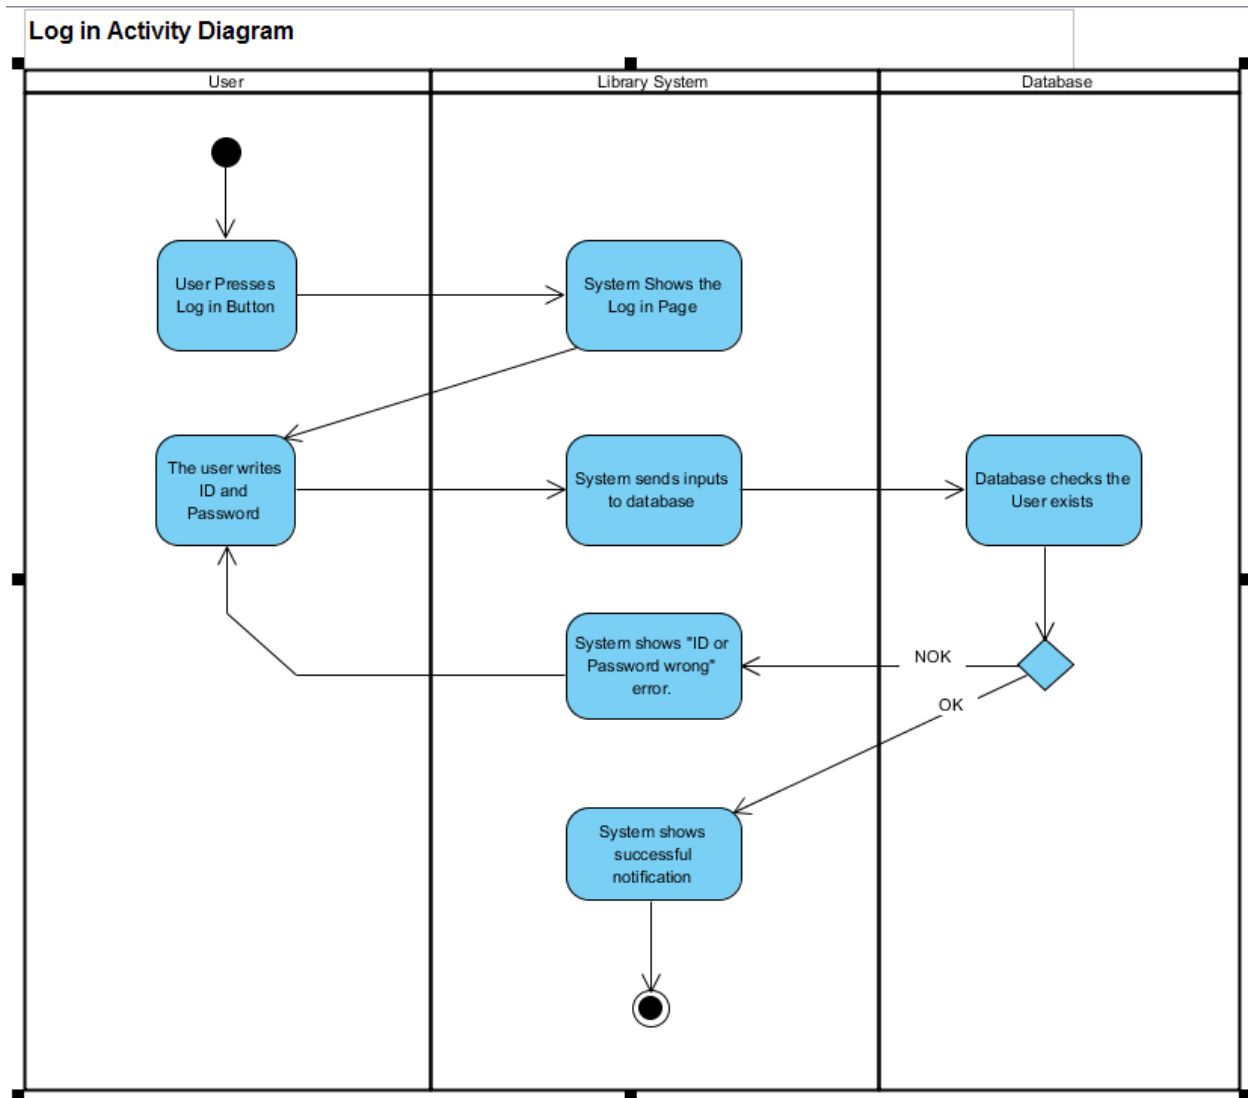 Log in Activity Diagram
User
Library System
Database
User Presses
Log in Button
System Shows the
Log in Page
The user writes
ID and
Password
System sends inputs
to database
Database checks the
User exists
System shows "ID or
Password wrong"
error.
NOK
OK
System shows
successful
notification